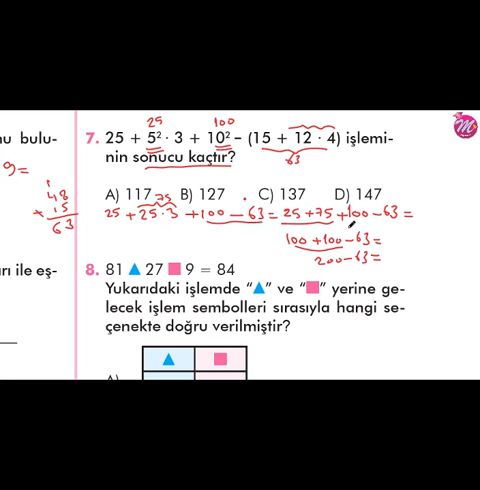 nu bulu-
9=
48
+ 15
63
rı ile eş-
25
100
7. 25 + 5² · 3 + 10² – (15 + 12 · 4) işlemi-
63
nin sonucu kaçtır?
A) 117 B) 127 C) 137 D) 147
75
25 + 25·3 + 100 – 63 = 25 + 75 + 100 – 63 =
100 + 100 – 63 =
200 – 63 =
8. 81 ▲ 27 ■ 9 = 84
Yukarıdaki işlemde “▲” ve “■” yerine ge-
lecek işlem sembolleri sırasıyla hangi se-
çenekte doğru verilmiştir?
▲ ■
A)
M